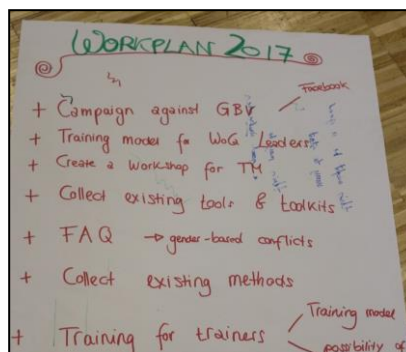 WORKPLAN 2017
+ Campaign against GBV
Facebook
+ Training model for WoG Leaders
+ Create a workshop for TM
+ Collect existing tools & toolkits
+ FAQ → gender-based conflicts
+ Collect existing methods
+ Training for trainers
Training model
possibility of